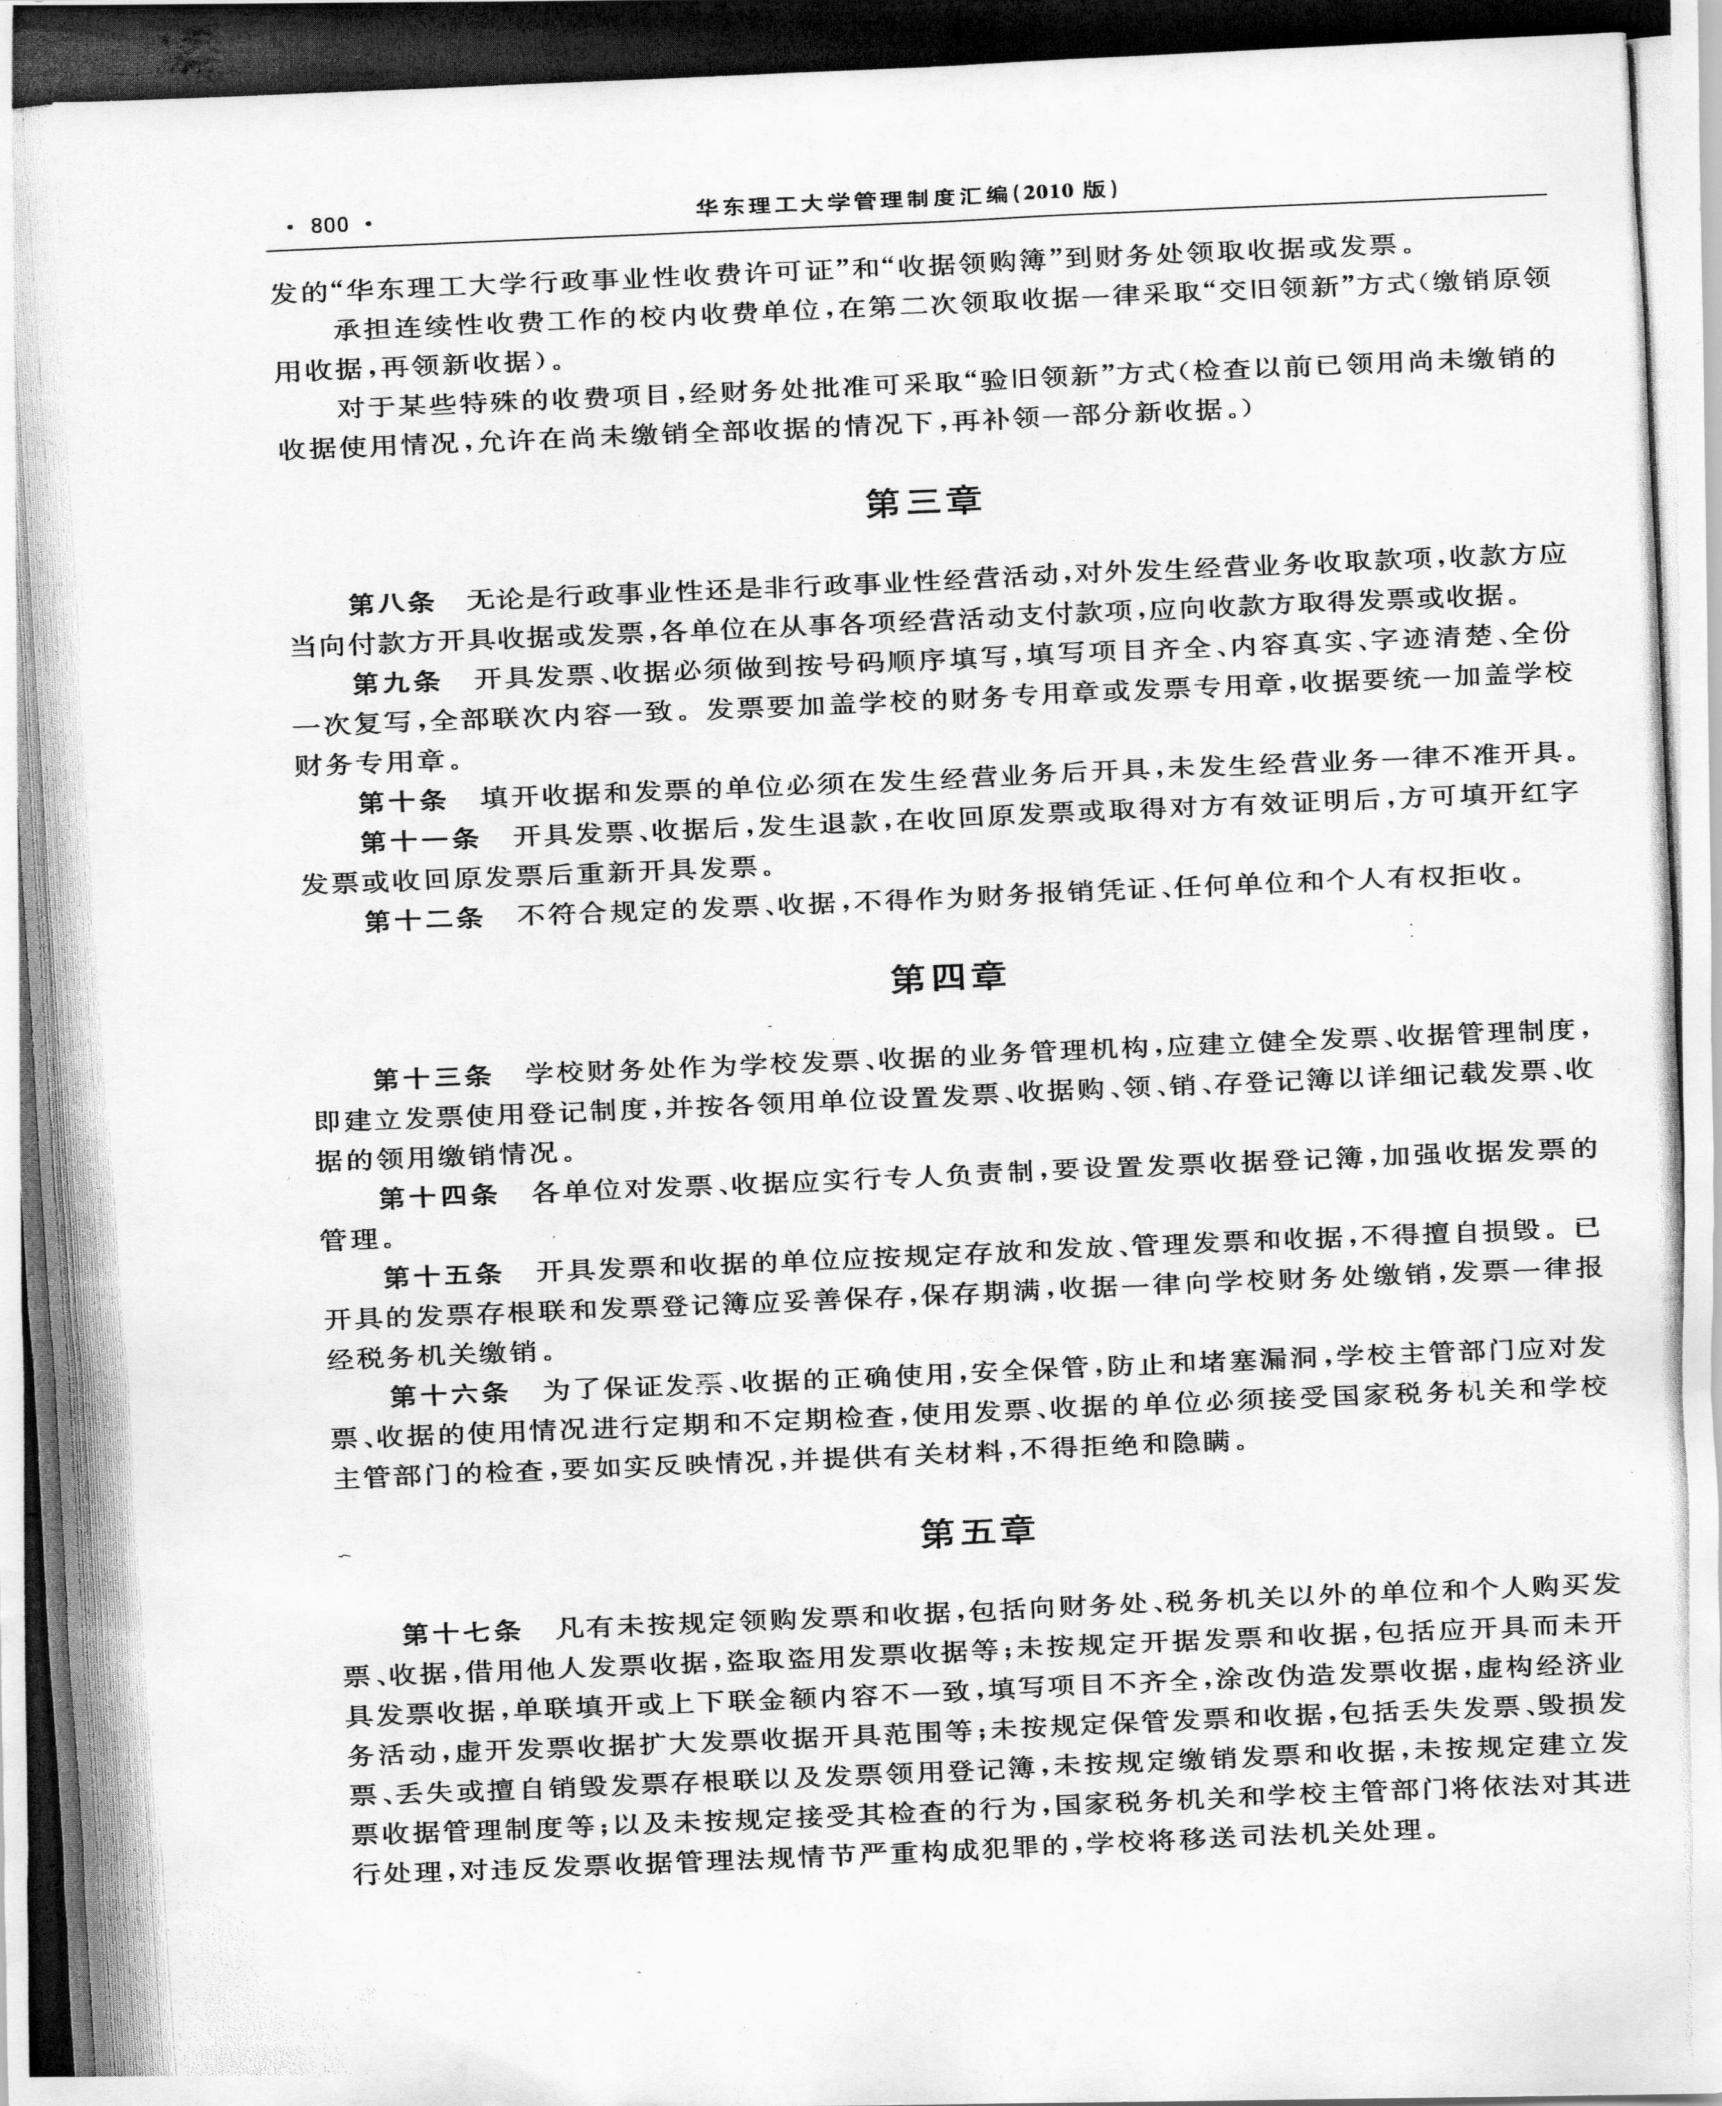 · 800 ·
华东理工大学管理制度汇编(2010 版)
发的“华东理工大学行政事业性收费许可证”和“收据领购簿”到财务处领取收据或发票。
承担连续性收费工作的校内收费单位,在第二次领取收据一律采取“交旧领新”方式(缴销原领
用收据,再领新收据)。
对于某些特殊的收费项目,经财务处批准可采取“验旧领新”方式(检查以前已领用尚未缴销的
收据使用情况,允许在尚未缴销全部收据的情况下,再补领一部分新收据。)
第三章
第八条 无论是行政事业性还是非行政事业性经营活动,对外发生经营业务收取款项,收款方应
当向付款方开具收据或发票,各单位在从事各项经营活动支付款项,应向收款方取得发票或收据。
第九条 开具发票、收据必须做到按号码顺序填写,填写项目齐全、内容真实、字迹清楚、全份
一次复写,全部联次内容一致。发票要加盖学校的财务专用章或发票专用章,收据要统一加盖学校
财务专用章。
第十条 填开收据和发票的单位必须在发生经营业务后开具,未发生经营业务一律不准开具。
第十一条 开具发票、收据后,发生退款,在收回原发票或取得对方有效证明后,方可填开红字
发票或收回原发票后重新开具发票。
第十二条 不符合规定的发票、收据,不得作为财务报销凭证、任何单位和个人有权拒收。
第四章
第十三条 学校财务处作为学校发票、收据的业务管理机构,应建立健全发票、收据管理制度,
即建立发票使用登记制度,并按各领用单位设置发票、收据购、领、销、存登记簿以详细记载发票、收
据的领用缴销情况。
第十四条 各单位对发票、收据应实行专人负责制,要设置发票收据登记簿,加强收据发票的
管理。
第十五条 开具发票和收据的单位应按规定存放和发放、管理发票和收据,不得擅自损毁。已
开具的发票存根联和发票登记簿应妥善保存,保存期满,收据一律向学校财务处缴销,发票一律报
经税务机关缴销。
第十六条 为了保证发票、收据的正确使用,安全保管,防止和堵塞漏洞,学校主管部门应对发
票、收据的使用情况进行定期和不定期检查,使用发票、收据的单位必须接受国家税务机关和学校
主管部门的检查,要如实反映情况,并提供有关材料,不得拒绝和隐瞒。
第五章
第十七条 凡有未按规定领购发票和收据,包括向财务处、税务机关以外的单位和个人购买发
票、收据,借用他人发票收据,盗取盗用发票收据等;未按规定开据发票和收据,包括应开具而未开
具发票收据,单联填开或上下联金额内容不一致,填写项目不齐全,涂改伪造发票收据,虚构经济业
务活动,虚开发票收据扩大发票收据开具范围等;未按规定保管发票和收据,包括丢失发票、毁损发
票、丢失或擅自销毁发票存根联以及发票领用登记簿,未按规定缴销发票和收据,未按规定建立发
票收据管理制度等;以及未按规定接受其检查的行为,国家税务机关和学校主管部门将依法对其进
行处理,对违反发票收据管理法规情节严重构成犯罪的,学校将移送司法机关处理。